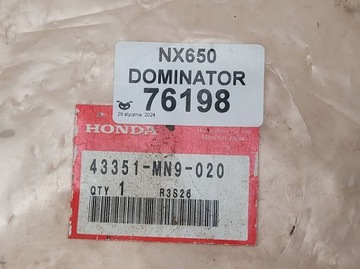 NX650
DOMINATOR
76198
29 stycznia, 2024
HONDA
43351-MN9-020
QTY 1 R3S26